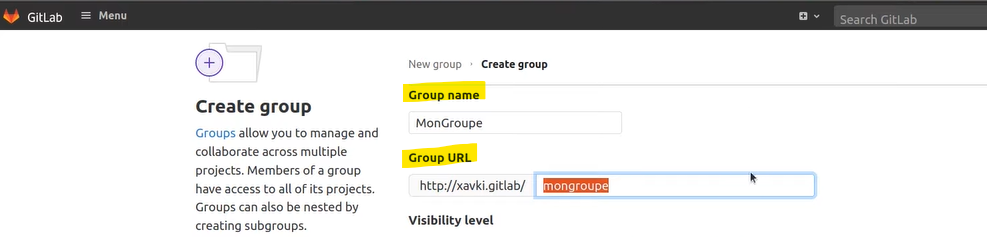 GitLab
Menu
Search GitLab
New group › Create group
Create group
Groups allow you to manage and
collaborate across multiple
projects. Members of a group
have access to all of its projects.
Groups can also be nested by
creating subgroups.
Group name
MonGroupe
Group URL
http://xavki.gitlab/ mongroupe
Visibility level